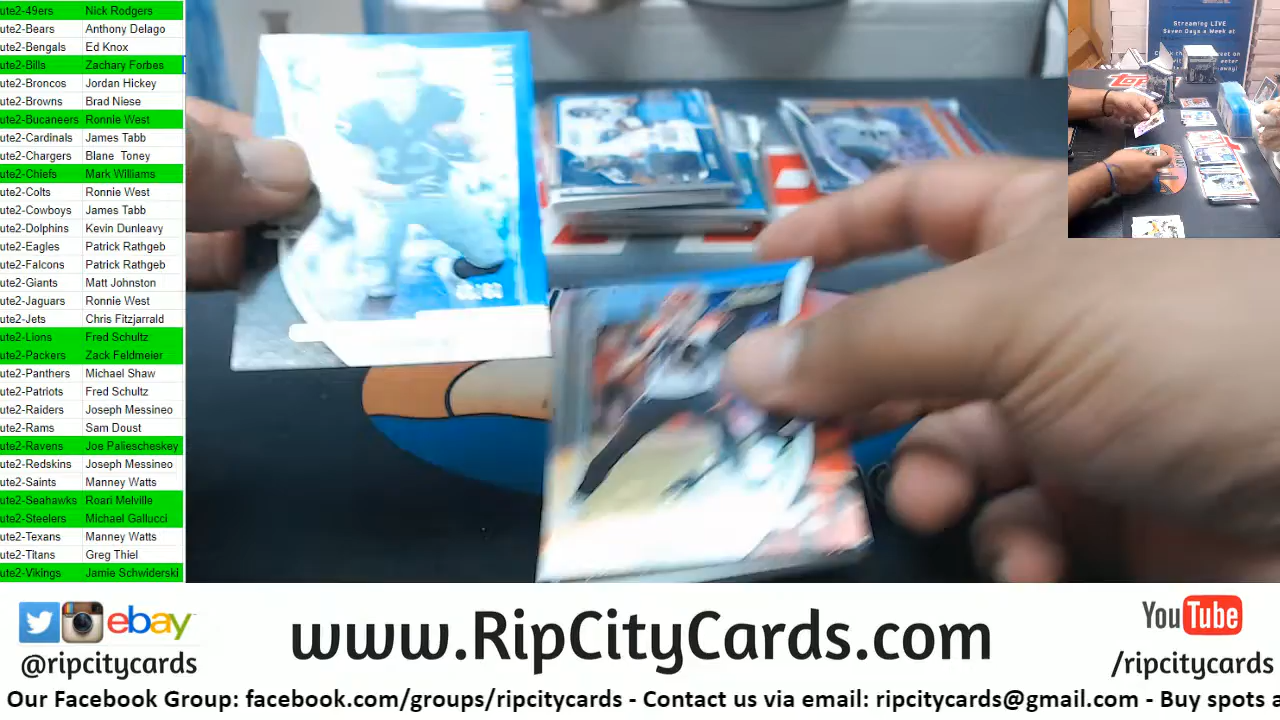 ute2-49ers Nick Rodgers
ute2-Bears Anthony Delago
ute2-Bengals Ed Knox
ute2-Bills Zachary Forbes
ute2-Broncos Jordan Hickey
ute2-Browns Brad Niese
ute2-Bucaneers Ronnie West
ute2-Cardinals James Tabb
ute2-Chargers Blane Toney
ute2-Chiefs Mark Williams
ute2-Colts Ronnie West
ute2-Cowboys James Tabb
ute2-Dolphins Kevin Dunleavy
ute2-Eagles Patrick Rathgeb
ute2-Falcons Patrick Rathgeb
ute2-Giants Matt Johnston
ute2-Jaguars Ronnie West
ute2-Jets Chris Fitzjarrald
ute2-Lions Fred Schultz
ute2-Packers Zack Feldmeier
ute2-Panthers Michael Shaw
ute2-Patriots Fred Schultz
ute2-Raiders Joseph Messineo
ute2-Rams Sam Doust
ute2-Ravens Joe Paliescheskey
ute2-Redskins Joseph Messineo
ute2-Saints Manney Watts
ute2-Seahawks Roari Melville
ute2-Steelers Michael Gallucci
ute2-Texans Manney Watts
ute2-Titans Greg Thiel
ute2-Vikings Jamie Schwiderski
Streaming LIVE
Seven Days a Week at
Topps
ebay
@ripcitycards
www.RipCityCards.com
YouTube
/ripcitycards
Our Facebook Group: facebook.com/groups/ripcitycards - Contact us via email: ripcitycards@gmail.com - Buy spots a